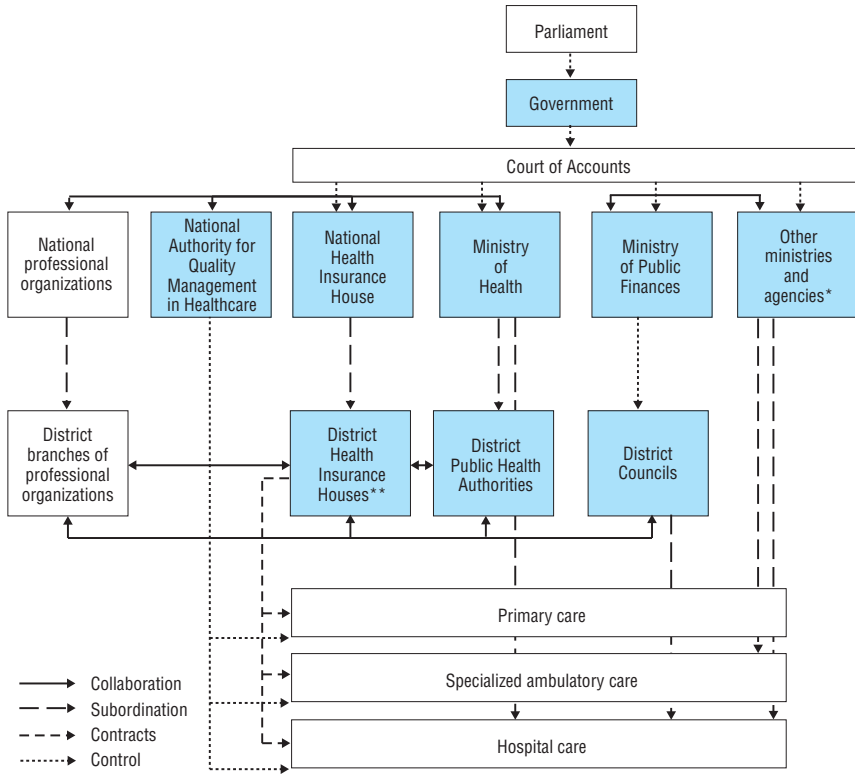 Parliament
Government
Court of Accounts
National
professional
organizations
National
Authority for
Quality
Management
in Healthcare
National
Health
Insurance
House
Ministry
of
Health
Ministry
of Public
Finances
Other
ministries
and
agencies*
District
branches of
professional
organizations
District
Health
Insurance
Houses**
District
Public Health
Authorities
District
Councils
Primary care
Specialized ambulatory care
Hospital care
Collaboration
Subordination
Contracts
Control